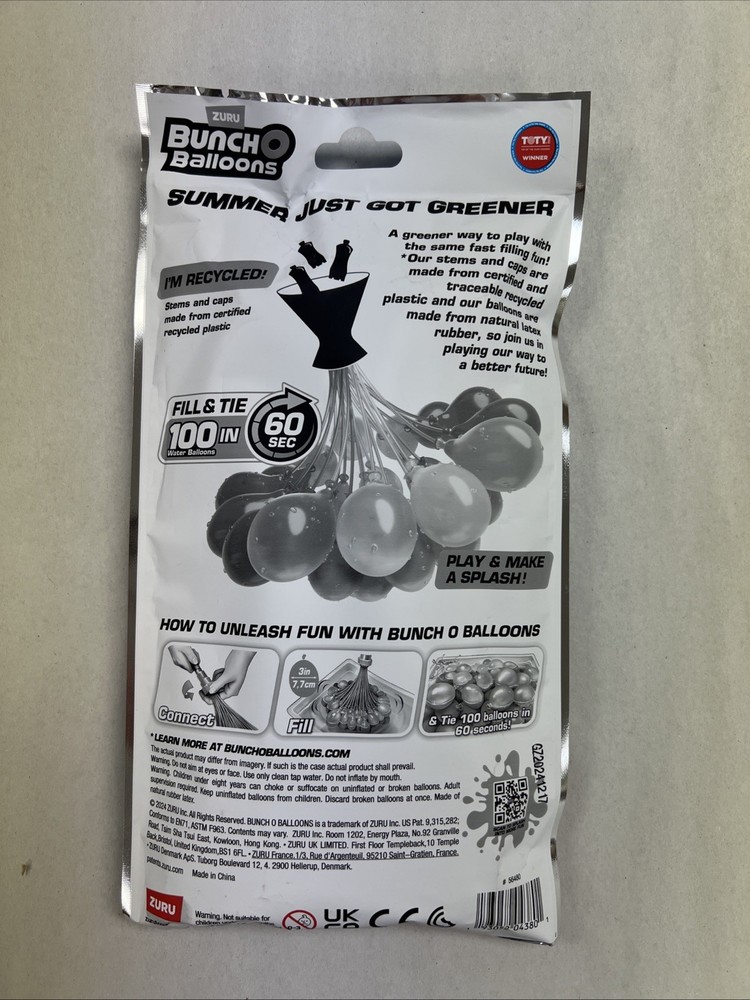 ZURU
BUNCH O
Balloons
TOTY
WINNER
SUMMER JUST GOT GREENER
A greener way to play with
the same fast filling fun!
*Our stems and caps are
made from certified and
traceable recycled
plastic and our balloons are
made from natural latex
rubber, so join us in
playing our way to
a better future!
I'M RECYCLED!
Stems and caps
made from certified
recycled plastic
FILL & TIE
100 IN
Water Balloons
60
SEC
PLAY & MAKE
A SPLASH!
HOW TO UNLEASH FUN WITH BUNCH O BALLOONS
Connect
3in
7.7cm
Fill
& Tie 100 balloons in
60 seconds!
*LEARN MORE AT BUNCHOBALLOONS.COM
The actual product may differ from imagery. If such is the case actual product shall prevail.
Warning. Do not aim at eyes or face. Use only clean tap water. Do not inflate by mouth.
Warning. Children under eight years can choke or suffocate on uninflated or broken balloons. Adult
supervision required. Keep uninflated balloons from children. Discard broken balloons at once. Made of
natural rubber latex.
G72024A1217
© 2024 ZURU Inc. All Rights Reserved. BUNCH O BALLOONS is a trademark of ZURU Inc. US Pat. 9,315,282;
Conforms to EN71, ASTM F963. Contents may vary. ZURU Inc. Room 1202, Energy Plaza, No.92 Granville
Road, Tsim Sha Tsui East, Kowloon, Hong Kong. • ZURU UK LIMITED. First Floor Templeback,10 Temple
Back,Bristol, United Kingdom,BS1 6FL. • ZURU France.1/3, Rue d'Argenteuil, 95210 Saint-Gratien, France.
•ZURU Denmark ApS. Tuborg Boulevard 12, 4. 2900 Hellerup, Denmark.
patents.zuru.com Made in China
# 56480
ZURU
Warning. Not suitable for
UK
CE
04380
1